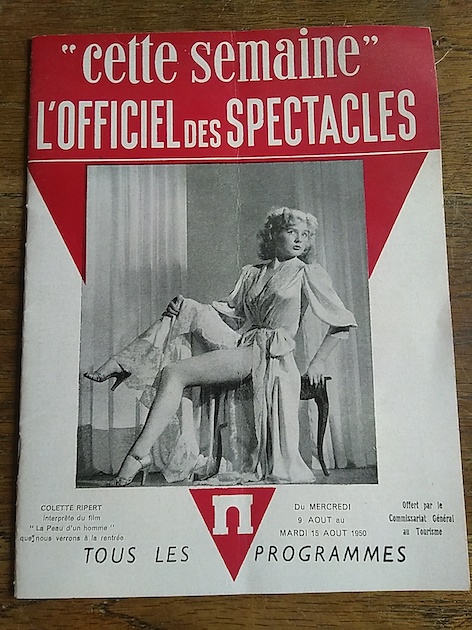 "cette semaine"
L'OFFICIEL DES SPECTACLES
COLETTE RIPERT
interprète du film
"La Peau d'un homme"
que nous verrons à la rentrée
Du MERCREDI
9 AOUT au
MARDI 15 AOUT 1950
Offert par le
Commissariat Général
au Tourisme
TOUS LES PROGRAMMES